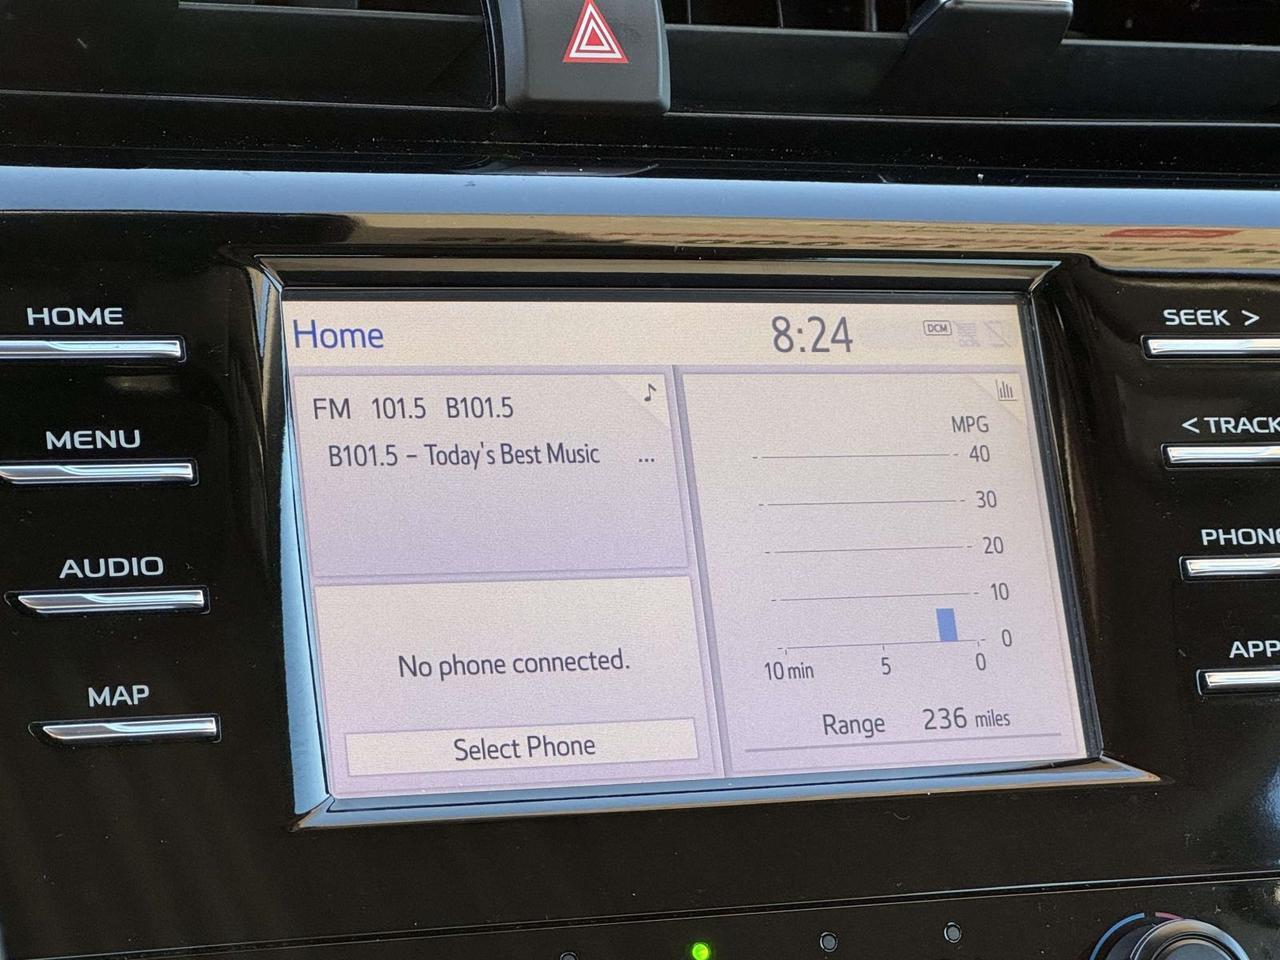 HOME
MENU
AUDIO
MAP
Home
8:24
DCM
FM 101.5 B101.5
B101.5 – Today's Best Music ...
No phone connected.
Select Phone
MPG
40
30
20
10
0
10 min 5 0
Range 236 miles
SEEK >
< TRACK
PHONE
APP